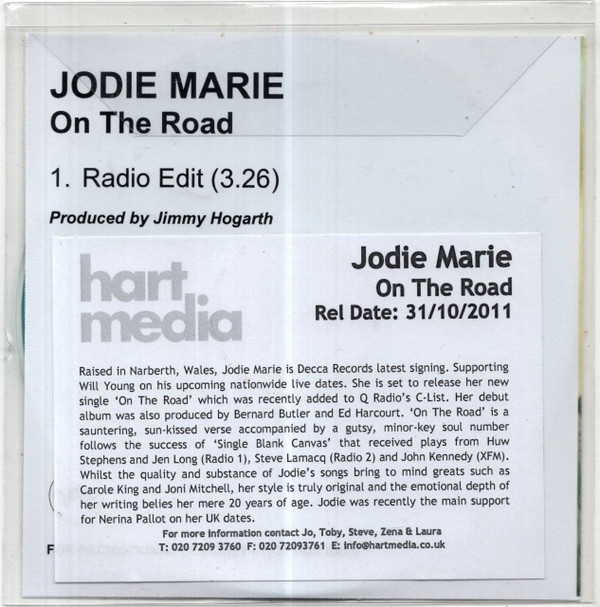 JODIE MARIE
On The Road
1. Radio Edit (3.26)
Produced by Jimmy Hogarth
hart
media
Jodie Marie
On The Road
Rel Date: 31/10/2011
Raised in Narberth, Wales, Jodie Marie is Decca Records latest signing. Supporting
Will Young on his upcoming nationwide live dates. She is set to release her new
single ‘On The Road’ which was recently added to Q Radio’s C-List. Her debut
album was also produced by Bernard Butler and Ed Harcourt. ‘On The Road’ is a
sauntering, sun-kissed verse accompanied by a gutsy, minor-key soul number
follows the success of ‘Single Blank Canvas’ that received plays from Huw
Stephens and Jen Long (Radio 1), Steve Lamacq (Radio 2) and John Kennedy (XFM).
Whilst the quality and substance of Jodie’s songs bring to mind greats such as
Carole King and Joni Mitchell, her style is truly original and the emotional depth of
her writing belies her mere 20 years of age. Jodie was recently the main support
for Nerina Pallot on her UK dates.
For more information contact Jo, Toby, Steve, Zena & Laura
T: 020 7209 3760 F: 020 72093761 E: info@hartmedia.co.uk